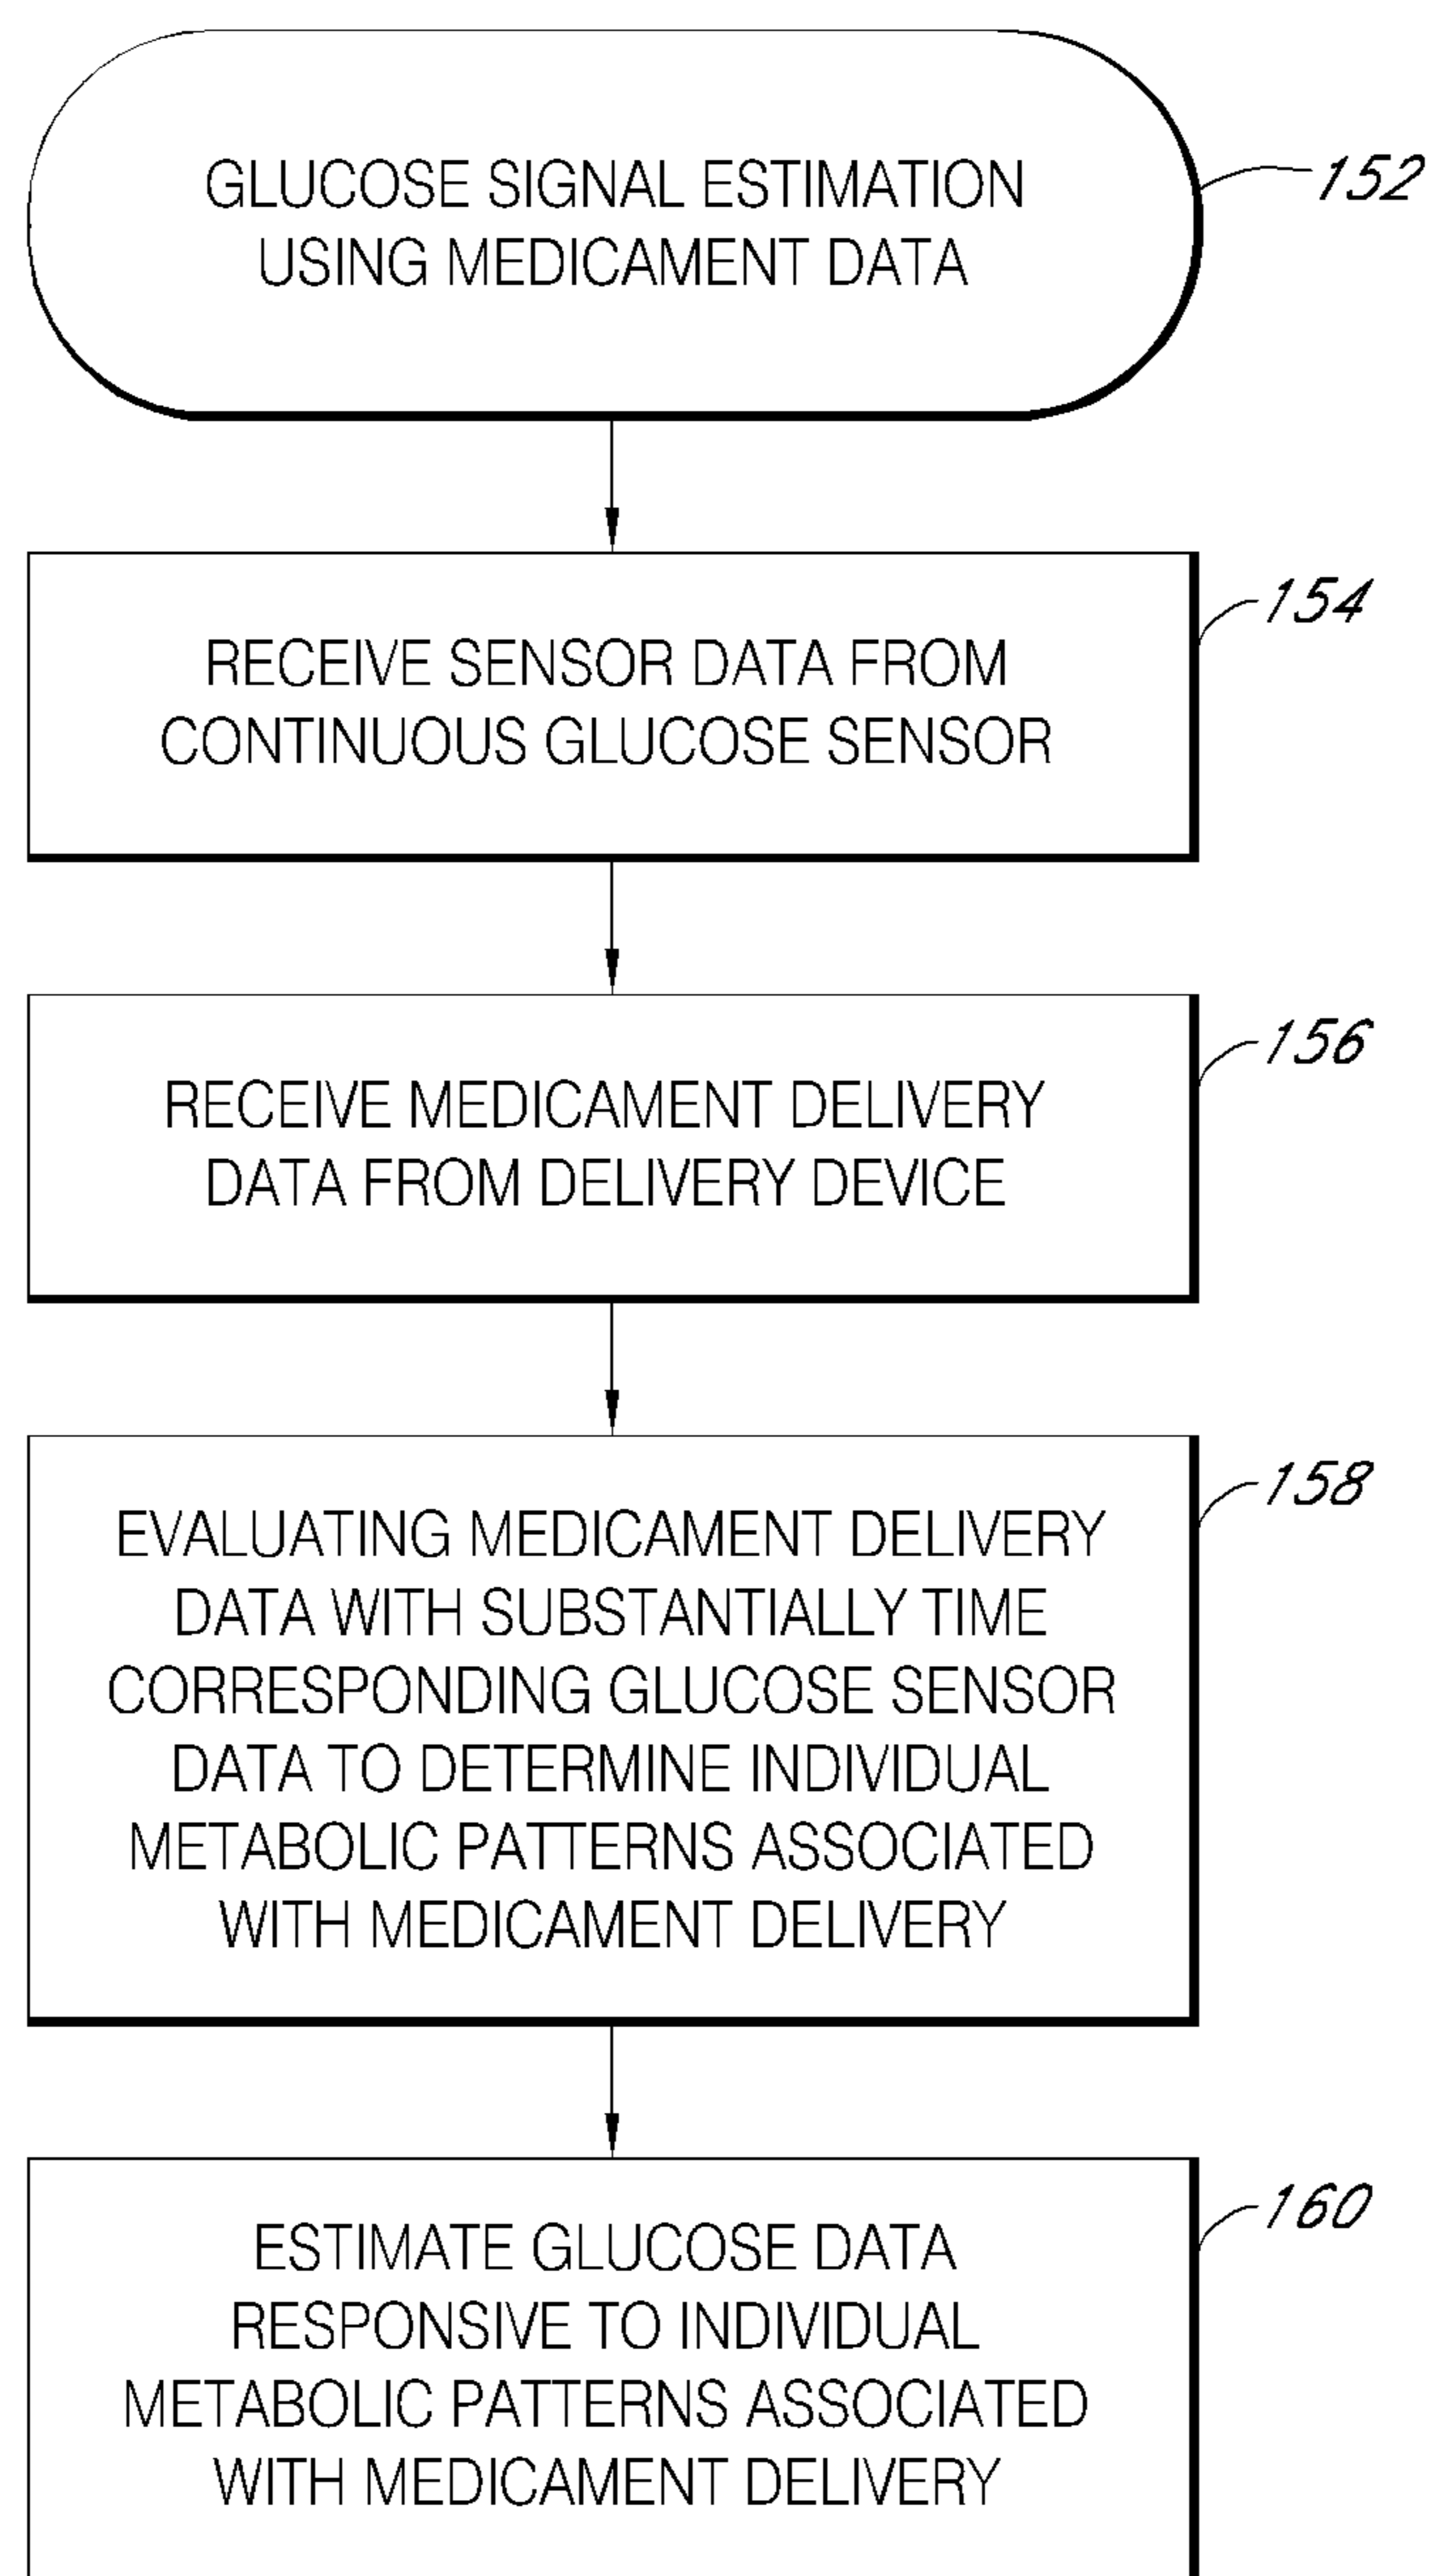 GLUCOSE SIGNAL ESTIMATION
USING MEDICAMENT DATA
152
RECEIVE SENSOR DATA FROM
CONTINUOUS GLUCOSE SENSOR
154
RECEIVE MEDICAMENT DELIVERY
DATA FROM DELIVERY DEVICE
156
EVALUATING MEDICAMENT DELIVERY
DATA WITH SUBSTANTIALLY TIME
CORRESPONDING GLUCOSE SENSOR
DATA TO DETERMINE INDIVIDUAL
METABOLIC PATTERNS ASSOCIATED
WITH MEDICAMENT DELIVERY
158
ESTIMATE GLUCOSE DATA
RESPONSIVE TO INDIVIDUAL
METABOLIC PATTERNS ASSOCIATED
WITH MEDICAMENT DELIVERY
160